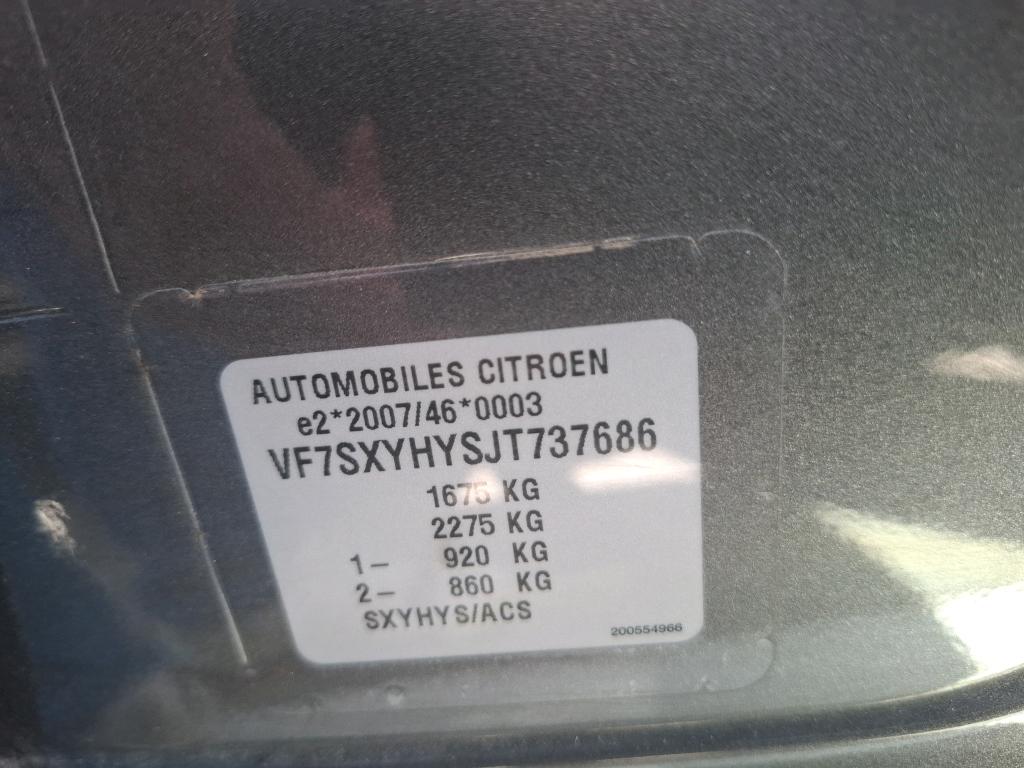 AUTOMOBILES CITROEN
e2*2007/46*0003
VF7SXYHYSJT737686
1675 KG
2275 KG
1- 920 KG
2- 860 KG
SXYHYS/ACS
200554966